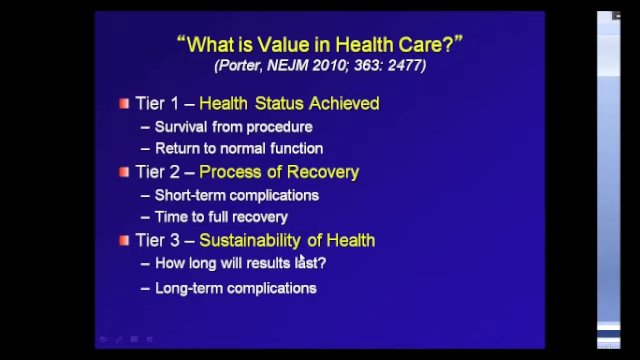 “What is Value in Health Care?”
(Porter, NEJM 2010; 363: 2477)
Tier 1 – Health Status Achieved
– Survival from procedure
– Return to normal function
Tier 2 – Process of Recovery
– Short-term complications
– Time to full recovery
Tier 3 – Sustainability of Health
– How long will results last?
– Long-term complications